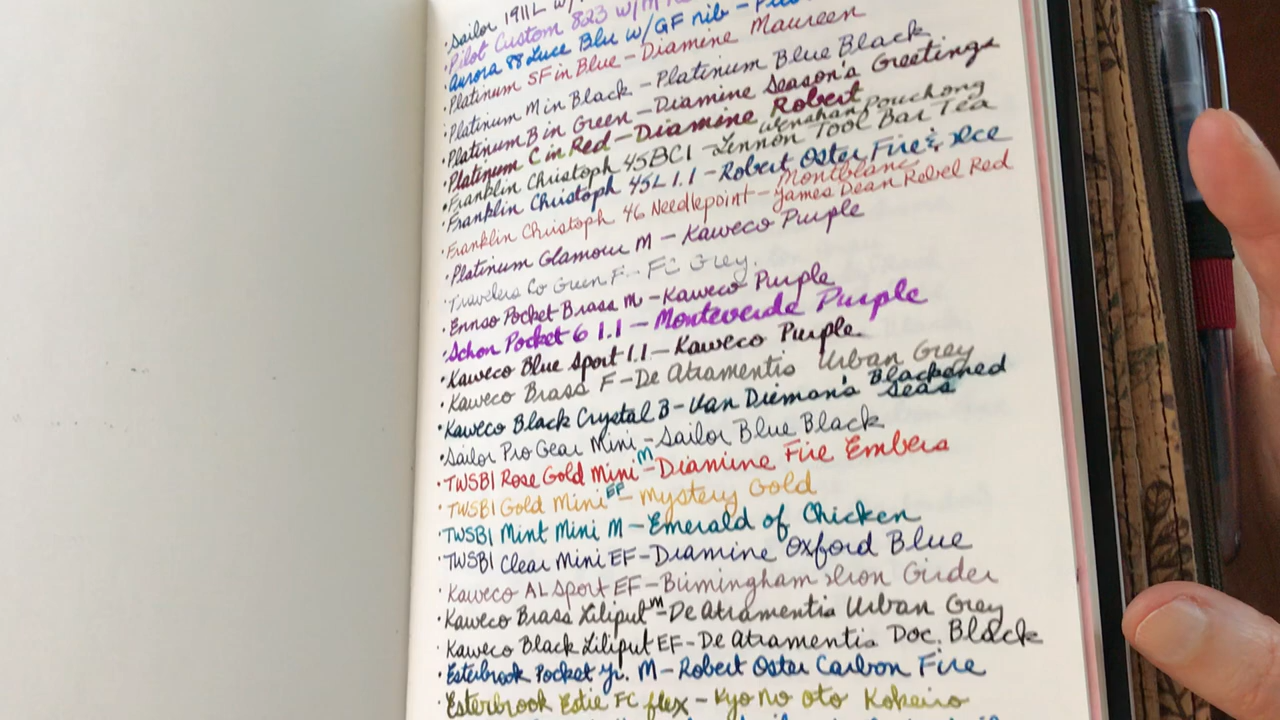 ·Sailor 1911L w/
·Pilot Custom 823 w/M
·Aurora 88 Luce Blu w/GF nib -
·Platinum SF in Blue - Diamine Maureen
·Platinum M in Black - Platinum Blue Black
·Platinum B in Green - Diamine Season's Greetings
·Platinum C in Red - Diamine Robert
·Franklin Christoph 45BC1 - Lennon Tool Bar Wenshan Pouchong Tea
·Franklin Christoph 45L 1.1 - Robert Oster Fire & Ice
·Franklin Christoph 46 Needlepoint - Montblanc James Dean Rebel Red
·Platinum Glamour M - Kaweco Purple
·Travelers Co Green F - FC Grey.
·Ennso Pocket Brass M - Kaweco Purple
·Schon Pocket 6 1.1 - Monteverde Purple
·Kaweco Blue Sport 1.1 - Kaweco Purple
·Kaweco Brass F - De Atramentis Urban Grey
·Kaweco Black Crystal B - Van Dieman's Blackened Seas
·Sailor Pro Gear Mini - Sailor Blue Black
·TWSBI Rose Gold Mini M - Diamine Fire Embers
·TWSBI Gold Mini EF - Mystery Gold
·TWSBI Mint Mini M - Emerald of Chicken
·TWSBI Clear Mini EF - Diamine Oxford Blue
·Kaweco AL Sport EF - Birmingham Iron Girder
·Kaweco Brass Liliput M - De Atramentis Urban Grey
·Kaweco Black Liliput EF - De Atramentis Doc. Black
·Esterbrook Pocket Jr. M - Robert Oster Carbon Fire
·Esterbrook Estie FC flex - Kyo No Oto Kokeiro